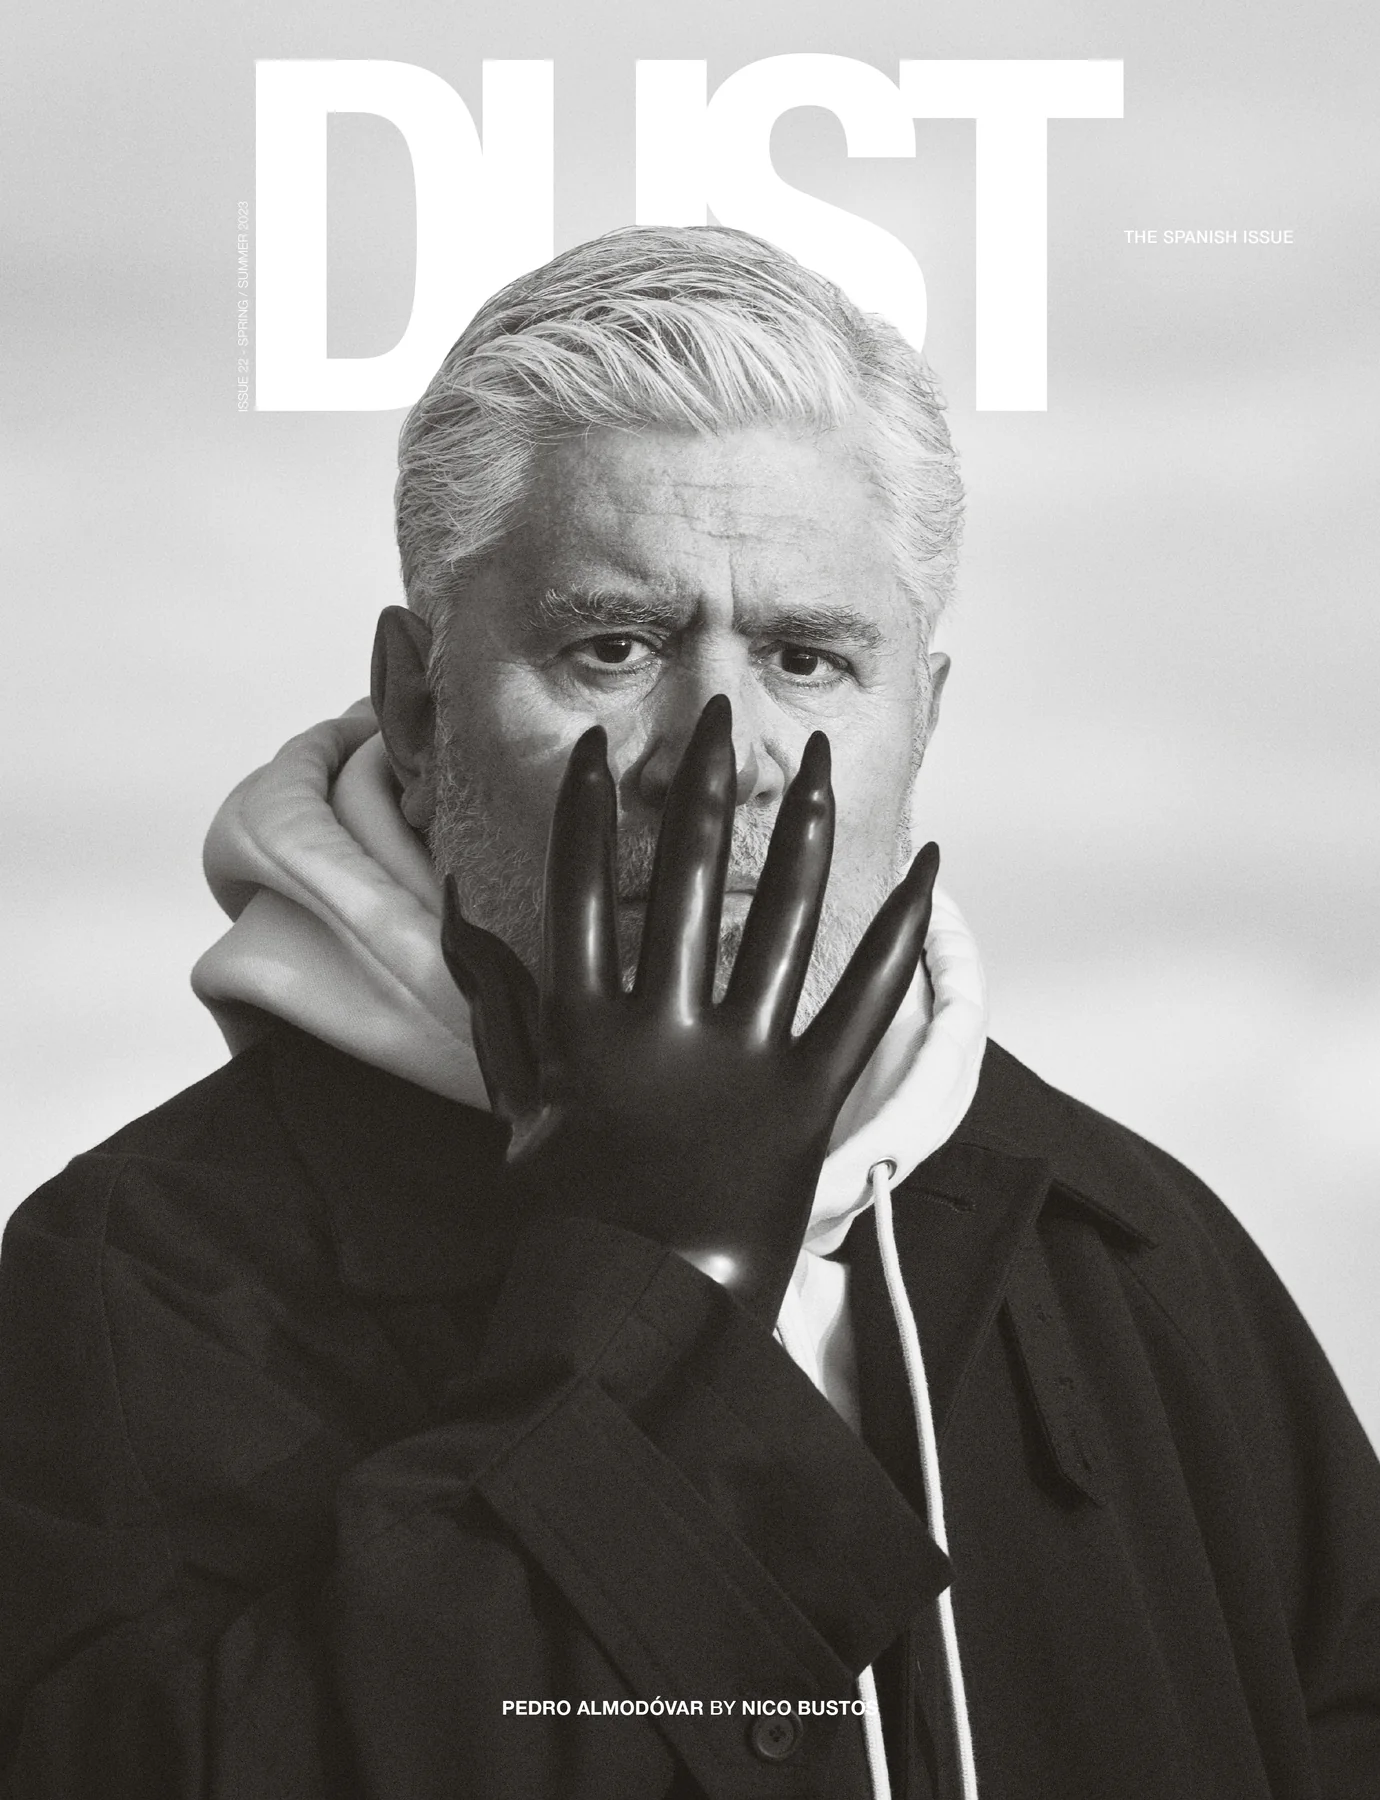 DUST
ISSUE 22 - SPRING / SUMMER 2023
THE SPANISH ISSUE
PEDRO ALMODÓVAR BY NICO BUSTOS